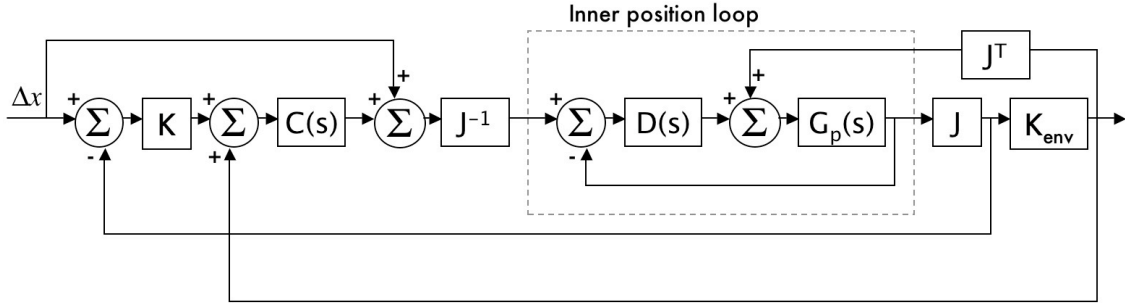 Inner position loop
Jᵀ
Δx
+
-
Σ
K
+
+
Σ
C(s)
+
+
Σ
J⁻¹
+
-
Σ
D(s)
+
+
Σ
Gₚ(s)
J
Kₑₙᵥ